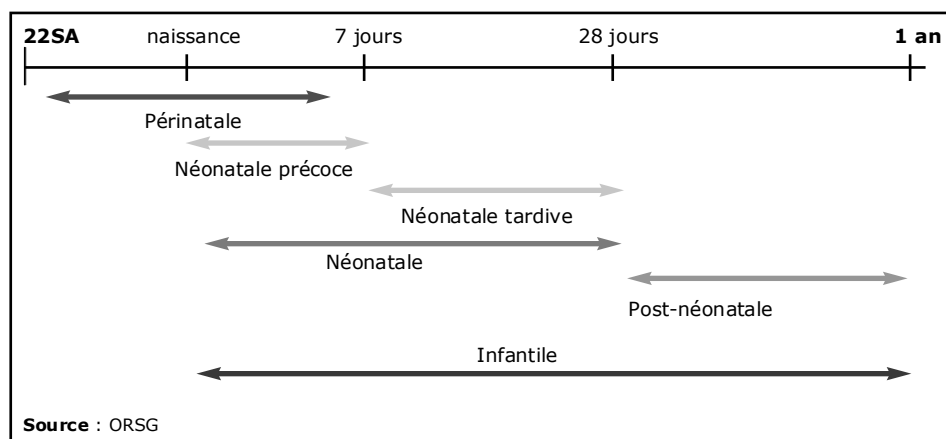 22SA naissance 7 jours 28 jours 1 an
Périnatale
Néonatale précoce
Néonatale tardive
Néonatale
Post-néonatale
Infantile
Source : ORSG